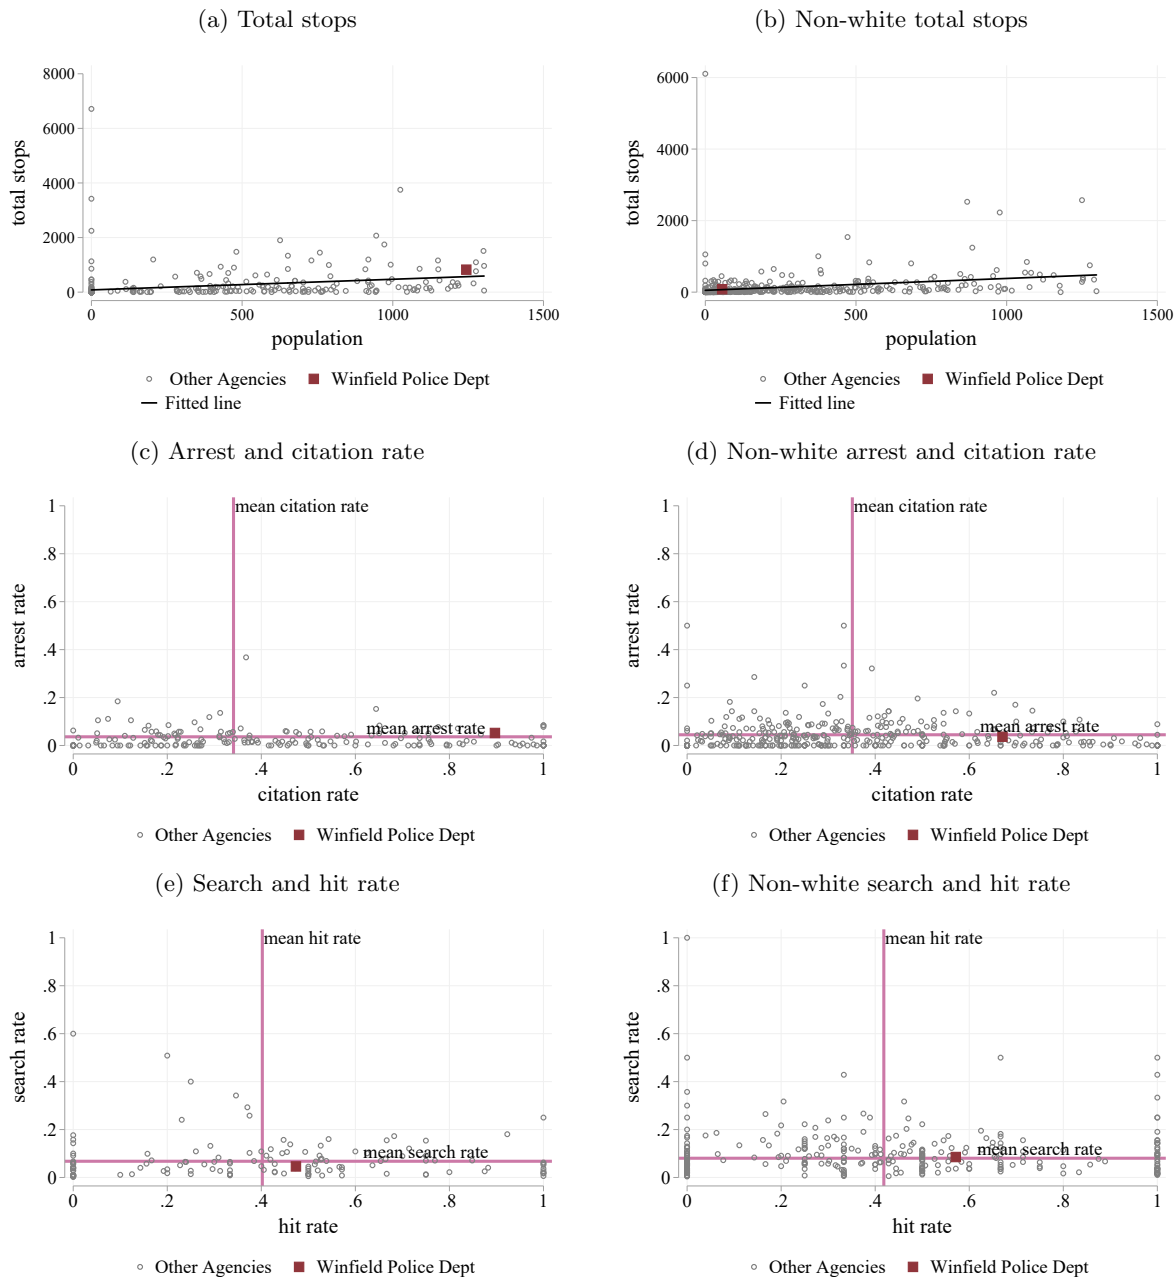 (a) Total stops
total stops
8000
6000
4000
2000
0
0 500 1000 1500
population
Other Agencies Winfield Police Dept
Fitted line
(b) Non-white total stops
total stops
6000
4000
2000
0
0 500 1000 1500
population
Other Agencies Winfield Police Dept
Fitted line
(c) Arrest and citation rate
arrest rate
1
.8
.6
.4
.2
0
mean citation rate
mean arrest rate
0 .2 .4 .6 .8 1
citation rate
Other Agencies Winfield Police Dept
(d) Non-white arrest and citation rate
arrest rate
1
.8
.6
.4
.2
0
mean citation rate
mean arrest rate
0 .2 .4 .6 .8 1
citation rate
Other Agencies Winfield Police Dept
(e) Search and hit rate
search rate
1
.8
.6
.4
.2
0
mean hit rate
mean search rate
0 .2 .4 .6 .8 1
hit rate
Other Agencies Winfield Police Dept
(f) Non-white search and hit rate
search rate
1
.8
.6
.4
.2
0
mean hit rate
mean search rate
0 .2 .4 .6 .8 1
hit rate
Other Agencies Winfield Police Dept